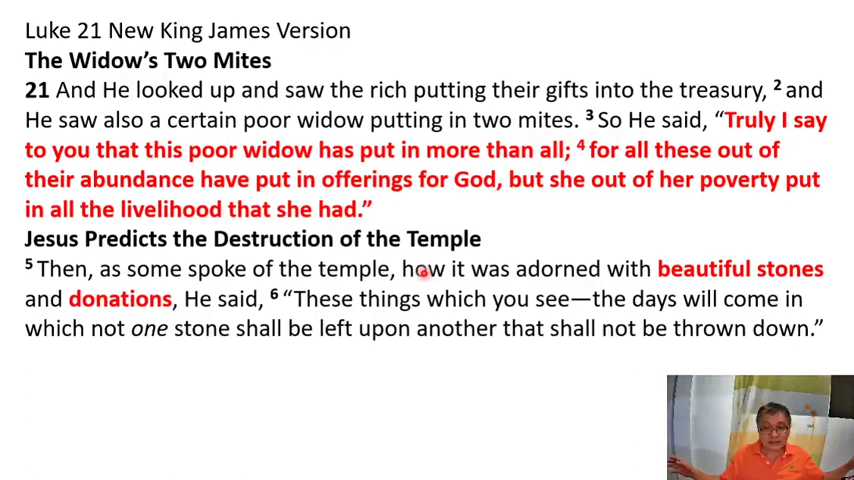 Luke 21 New King James Version
The Widow’s Two Mites
21 And He looked up and saw the rich putting their gifts into the treasury, 2 and
He saw also a certain poor widow putting in two mites. 3 So He said, “Truly I say
to you that this poor widow has put in more than all; 4 for all these out of
their abundance have put in offerings for God, but she out of her poverty put
in all the livelihood that she had.”
Jesus Predicts the Destruction of the Temple
5 Then, as some spoke of the temple, how it was adorned with beautiful stones
and donations, He said, 6 “These things which you see—the days will come in
which not one stone shall be left upon another that shall not be thrown down.”